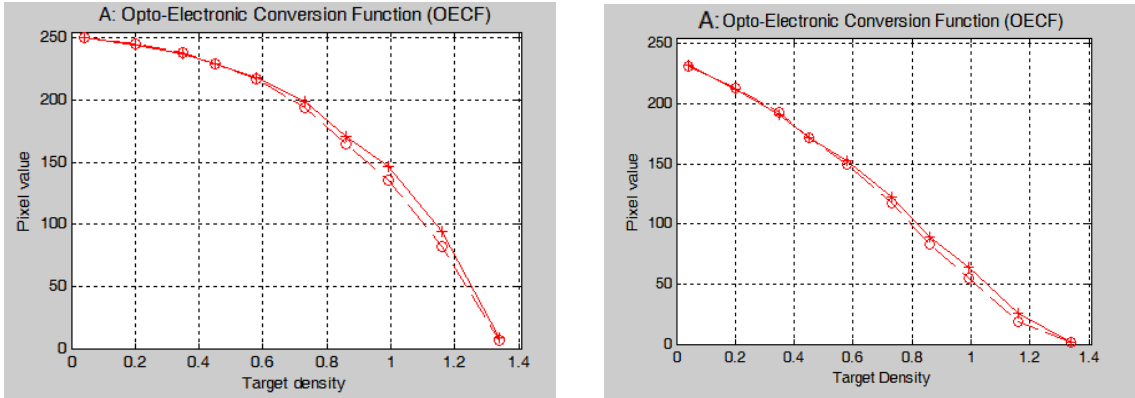 A: Opto-Electronic Conversion Function (OECF)
250
200
150
100
50
0
Pixel value
0 0.2 0.4 0.6 0.8 1 1.2 1.4
Target density
A: Opto-Electronic Conversion Function (OECF)
250
200
150
100
50
0
Pixel value
0 0.2 0.4 0.6 0.8 1 1.2 1.4
Target Density